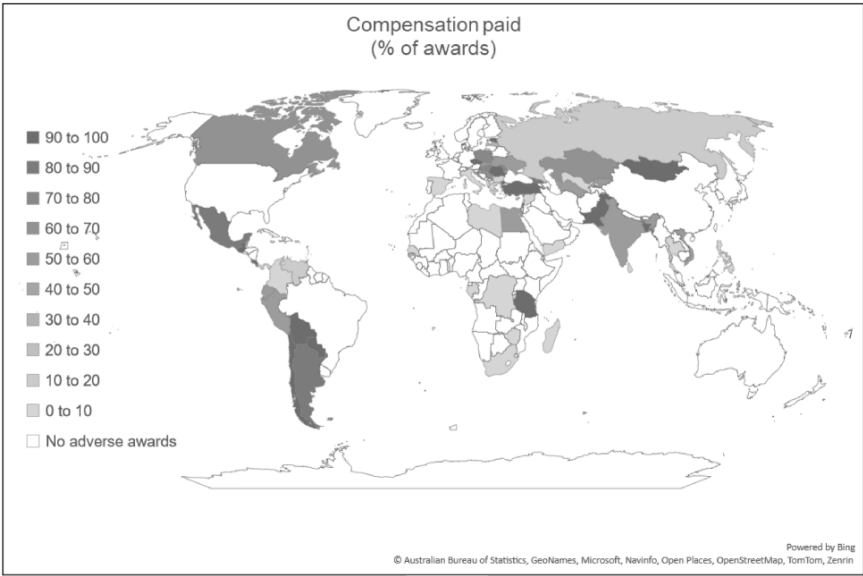 Compensation paid
(% of awards)
90 to 100
80 to 90
70 to 80
60 to 70
50 to 60
40 to 50
30 to 40
20 to 30
10 to 20
0 to 10
No adverse awards
Powered by Bing
© Australian Bureau of Statistics, GeoNames, Microsoft, Navinfo, Open Places, OpenStreetMap, TomTom, Zenrin